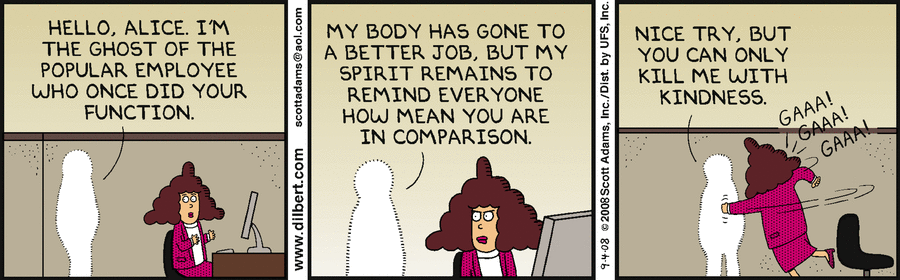 HELLO, ALICE. I'M
THE GHOST OF THE
POPULAR EMPLOYEE
WHO ONCE DID YOUR
FUNCTION.
scottadams@aol.com
www.dilbert.com
MY BODY HAS GONE TO
A BETTER JOB, BUT MY
SPIRIT REMAINS TO
REMIND EVERYONE
HOW MEAN YOU ARE
IN COMPARISON.
9-4-08 © 2008 Scott Adams, Inc./Dist. by UFS, Inc.
NICE TRY, BUT
YOU CAN ONLY
KILL ME WITH
KINDNESS.
GAAA!
GAAA!
GAAA!